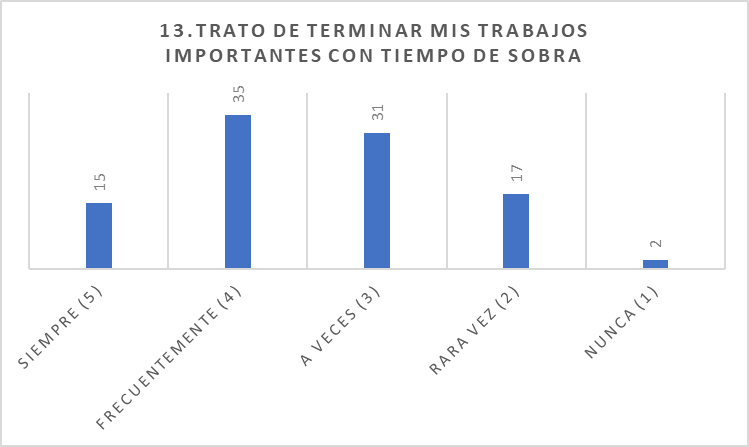 13.TRATO DE TERMINAR MIS TRABAJOS
IMPORTANTES CON TIEMPO DE SOBRA
15
35
31
17
2
SIEMPRE (5)
FRECUENTEMENTE (4)
A VECES (3)
RARA VEZ (2)
NUNCA (1)